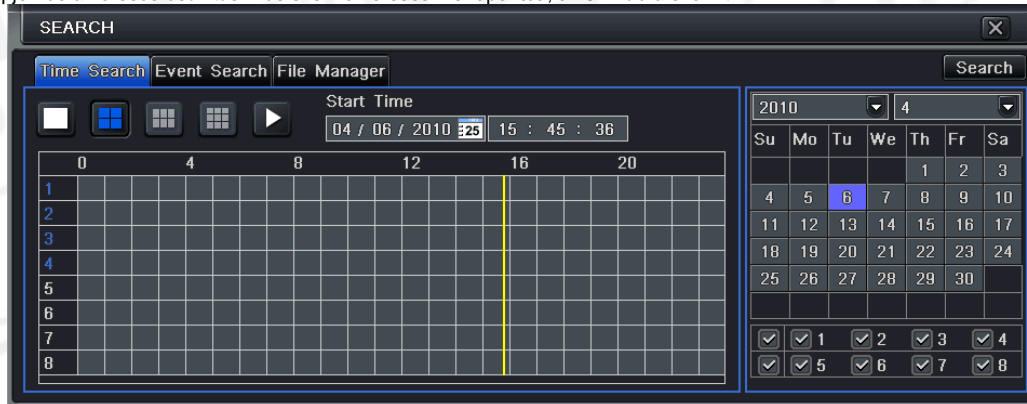 SEARCH
Time Search Event Search File Manager
Search
Start Time
04 / 06 / 2010 25 15 : 45 : 36
0 4 8 12 16 20
1
2
3
4
5
6
7
8
2010 4
Su Mo Tu We Th Fr Sa
1 2 3
4 5 6 7 8 9 10
11 12 13 14 15 16 17
18 19 20 21 22 23 24
25 26 27 28 29 30
1 2 3 4
5 6 7 8